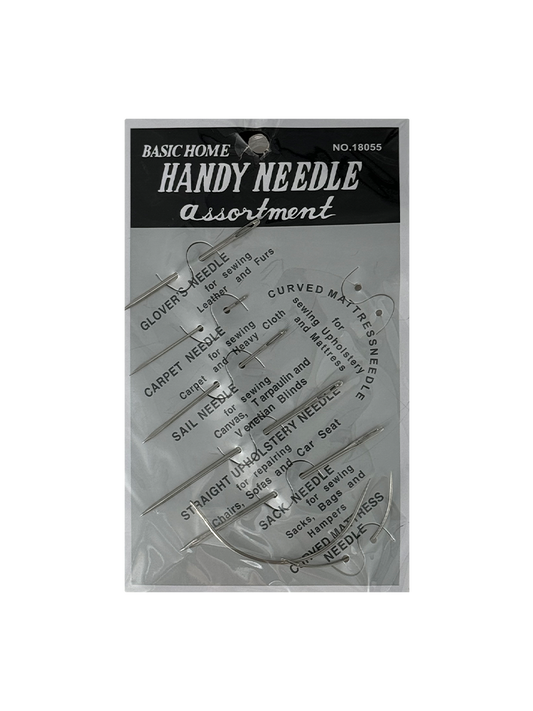 BASIC HOME
NO.18055
HANDY NEEDLE
assortment
GLOVER'S NEEDLE
for sewing
Leather and Furs
CURVED MATTRESSNEEDLE
for
sewing Upholstery
and Mattress
CARPET NEEDLE
for sewing
Carpet and Heavy Cloth
SAIL NEEDLE
for sewing
Canvas, Tarpaulin and
Venetian Blinds
STRAIGHT UPHOLSTERY NEEDLE
for repairing
Chairs, Sofas and Car Seat
SACK NEEDLE
for sewing
Sacks, Bags and
Hampers
CURVED MATTRESS
NEEDLE